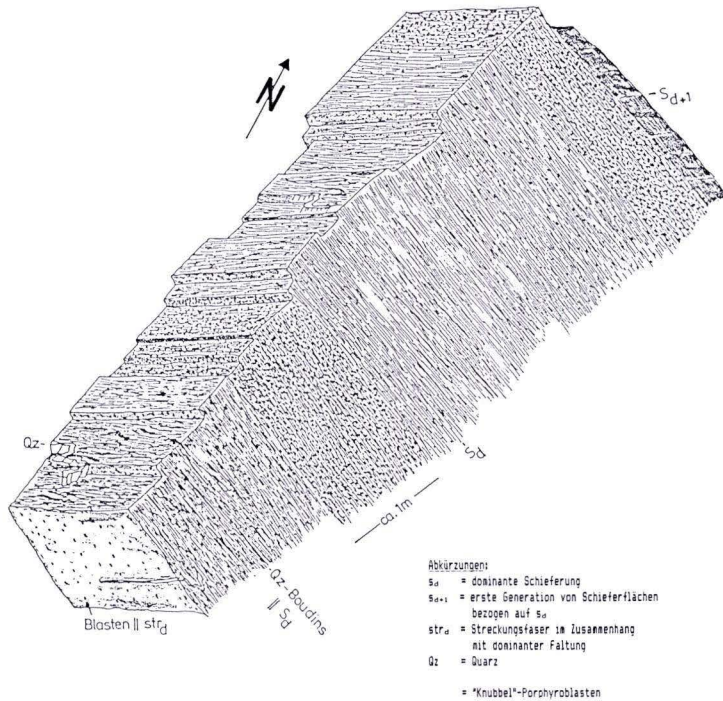 N
-Sd+1
Qz-
Sd
ca. 1m
Qz-Boudins
|| Sd
Blasten || strd
Abkürzungen:
sd = dominante Schieferung
sd+1 = erste Generation von Schieferflächen
bezogen auf sd
strd = Streckungsfaser im Zusammenhang
mit dominanter Faltung
Qz = Quarz
= "Knubbel"-Porphyroblasten